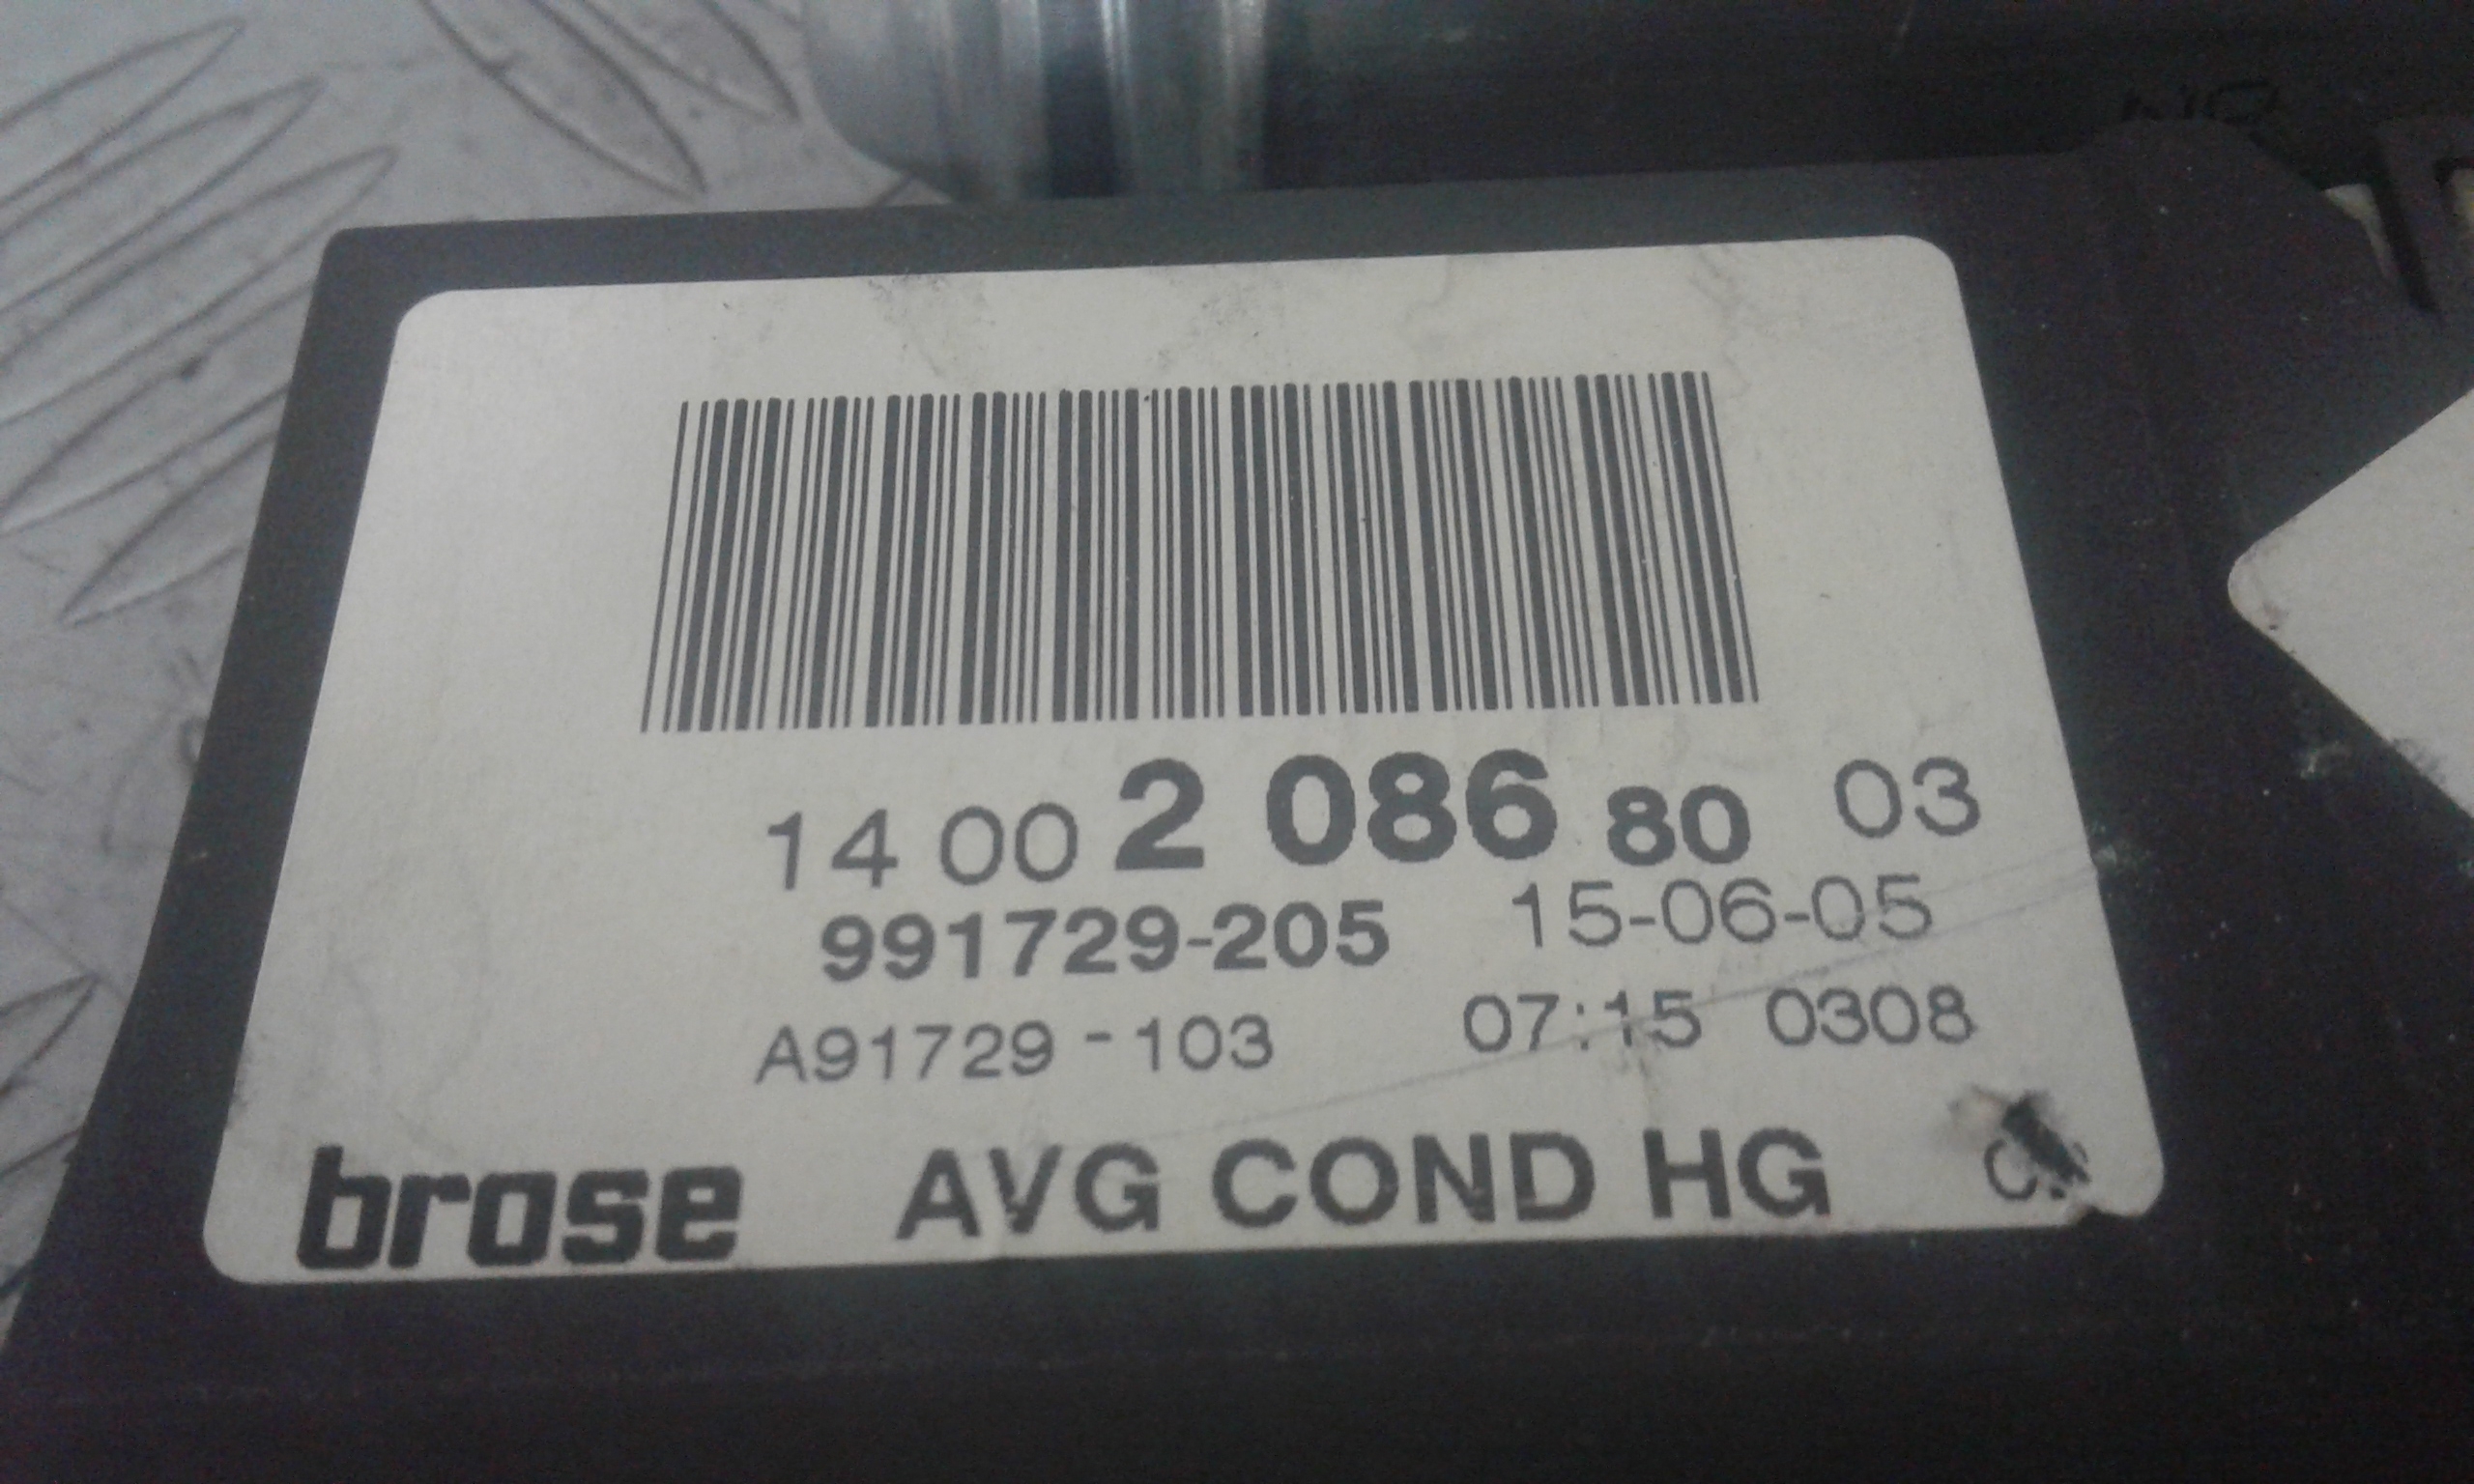 14 00 2 086 80 03
991729-205 15-06-05
A91729-103 07:15 0308
brose AVG COND HG